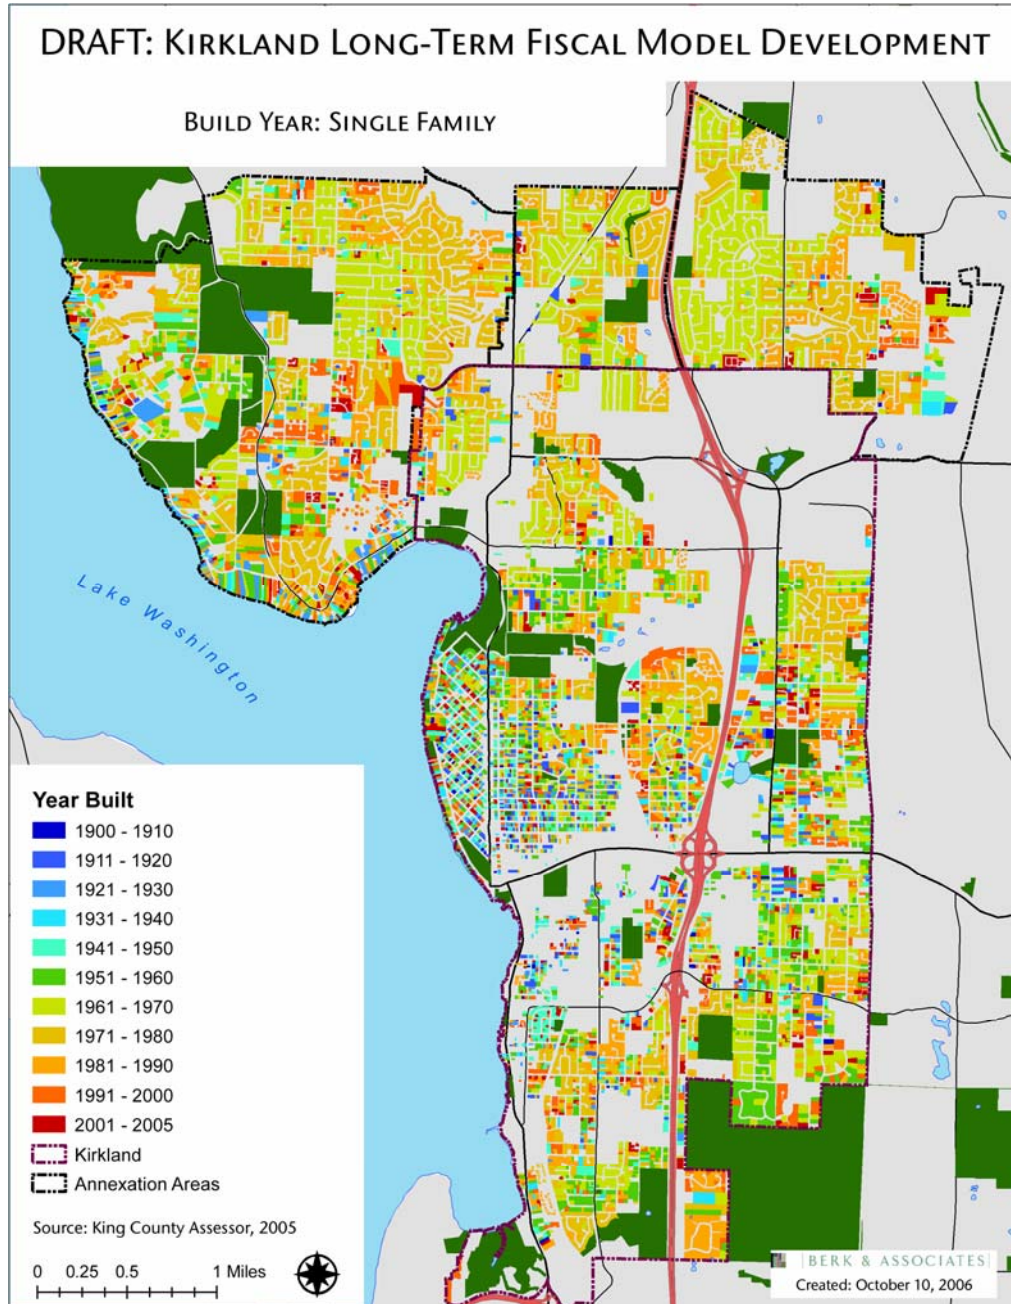 DRAFT: KIRKLAND LONG-TERM FISCAL MODEL DEVELOPMENT
BUILD YEAR: SINGLE FAMILY
Lake Washington
Year Built
1900 - 1910
1911 - 1920
1921 - 1930
1931 - 1940
1941 - 1950
1951 - 1960
1961 - 1970
1971 - 1980
1981 - 1990
1991 - 2000
2001 - 2005
Kirkland
Annexation Areas
Source: King County Assessor, 2005
0 0.25 0.5 1 Miles
BERK & ASSOCIATES
Created: October 10, 2006